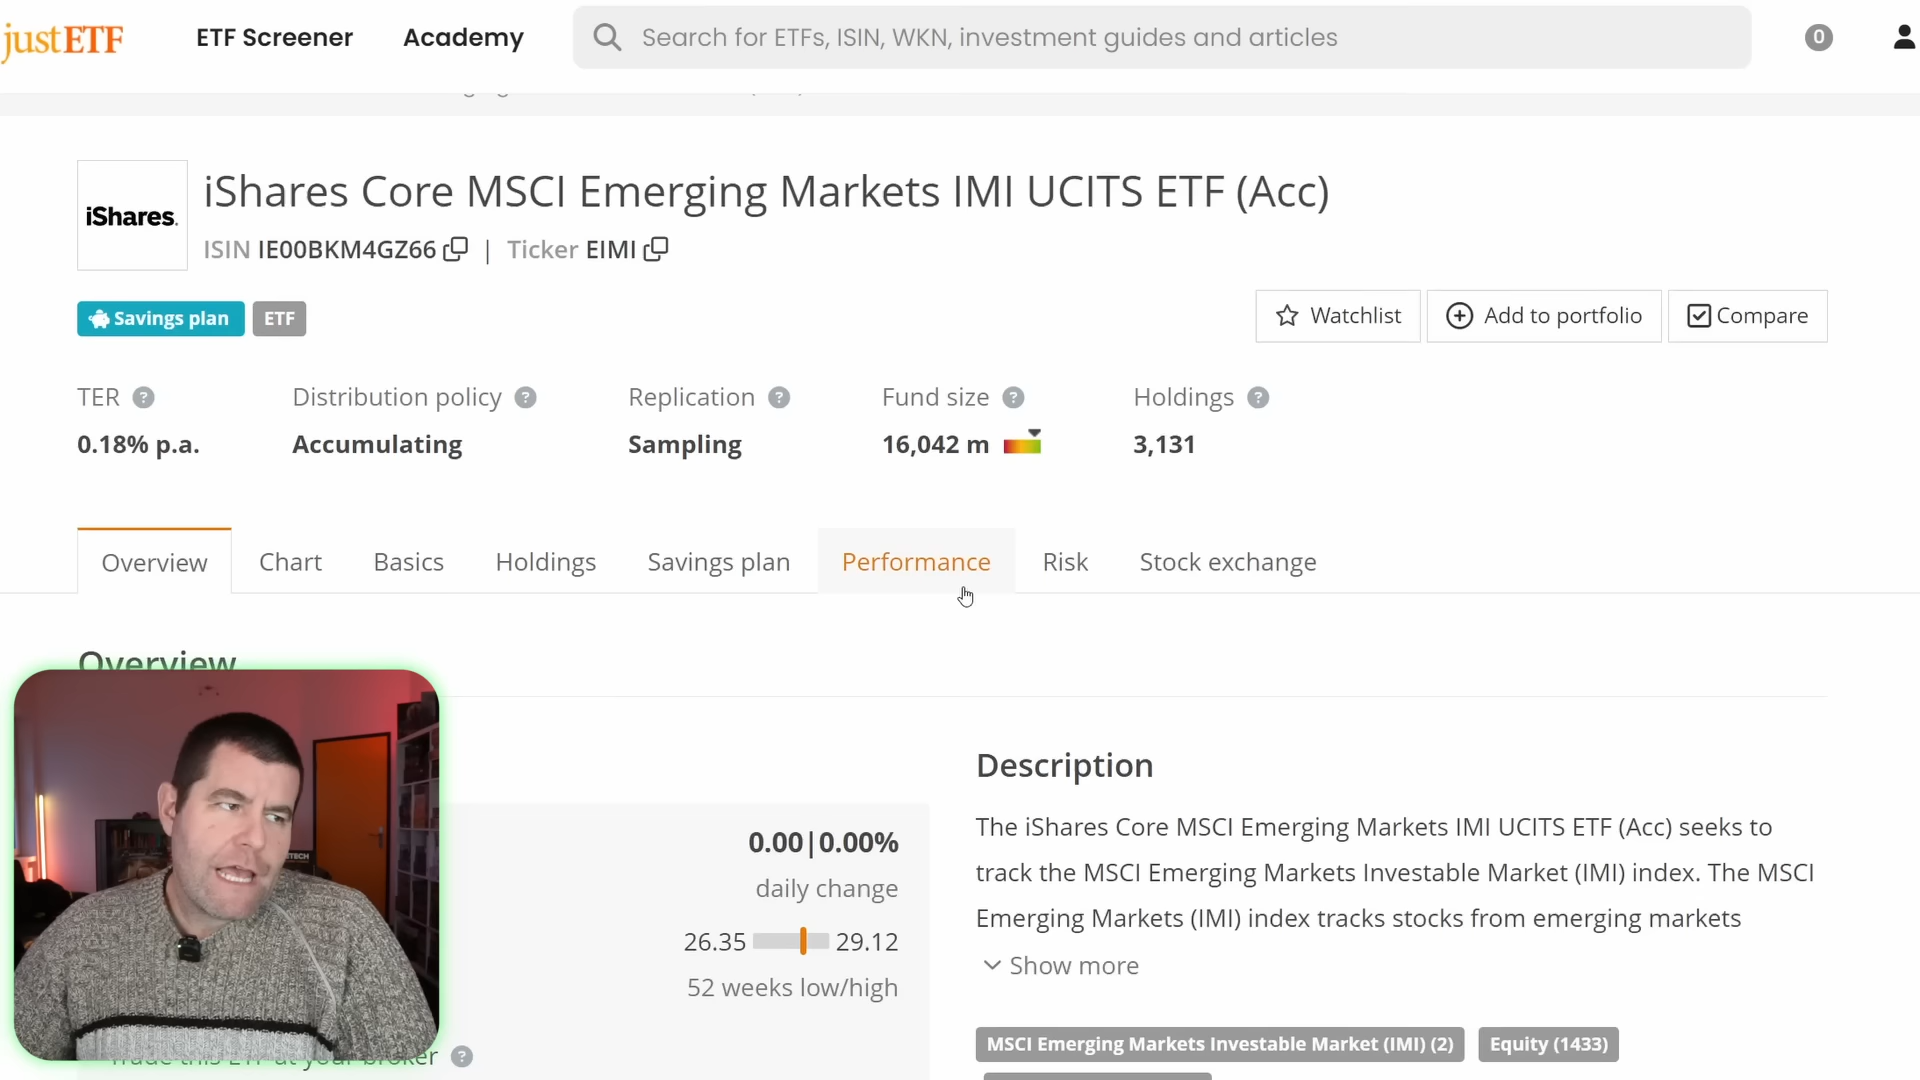 justETF ETF Screener Academy Search for ETFs, ISIN, WKN, investment guides and articles 0
iShares.
iShares Core MSCI Emerging Markets IMI UCITS ETF (Acc)
ISIN IE00BKM4GZ66 | Ticker EIMI
Savings plan ETF Watchlist Add to portfolio Compare
TER ? Distribution policy ? Replication ? Fund size ? Holdings ?
0.18% p.a. Accumulating Sampling 16,042 m 3,131
Overview Chart Basics Holdings Savings plan Performance Risk Stock exchange
Overview
0.00|0.00%
daily change
26.35 29.12
52 weeks low/high
Trade this ETF at your broker ?
Description
The iShares Core MSCI Emerging Markets IMI UCITS ETF (Acc) seeks to
track the MSCI Emerging Markets Investable Market (IMI) index. The MSCI
Emerging Markets (IMI) index tracks stocks from emerging markets
Show more
MSCI Emerging Markets Investable Market (IMI) (2) Equity (1433)